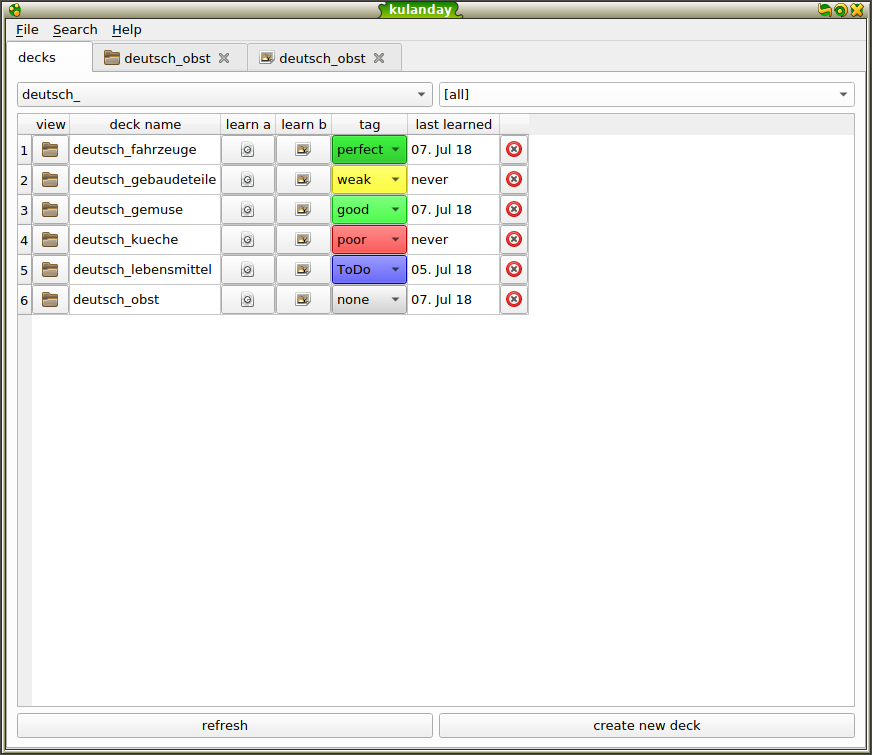 kulanday
File Search Help
decks deutsch_obst deutsch_obst
deutsch_ [all]
view deck name learn a learn b tag last learned
1 deutsch_fahrzeuge perfect 07. Jul 18
2 deutsch_gebaudeteile weak never
3 deutsch_gemuse good 07. Jul 18
4 deutsch_kueche poor never
5 deutsch_lebensmittel ToDo 05. Jul 18
6 deutsch_obst none 07. Jul 18
refresh create new deck